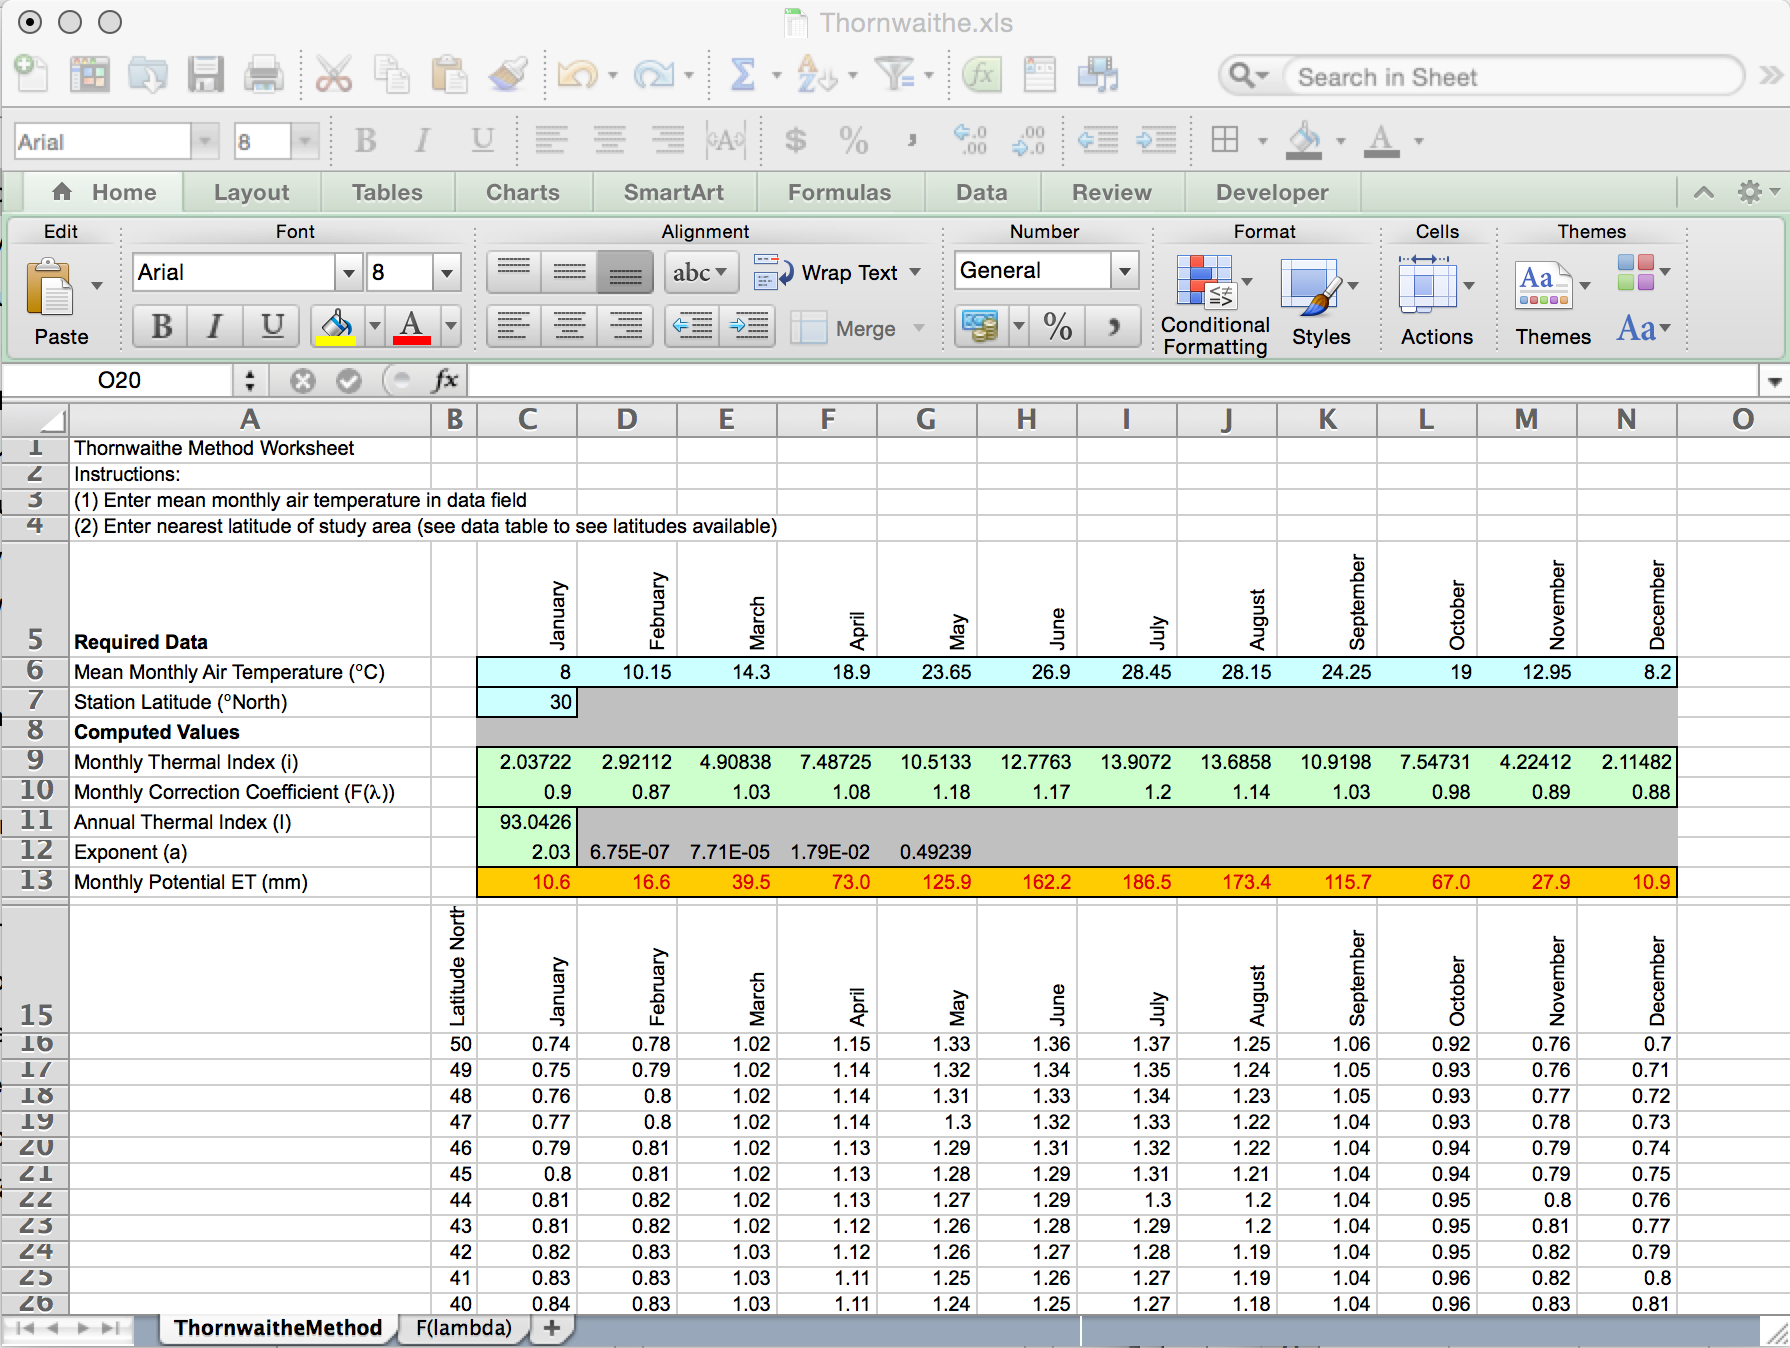 Thornwaithe.xls
Search in Sheet
Arial 8 B I U A $ % , .0 .00 .00 .0 A
Home Layout Tables Charts SmartArt Formulas Data Review Developer
Edit Font Alignment Number Format Cells Themes
Arial 8 abc Wrap Text General Aa
Paste B I U A Merge % , Conditional Formatting Styles Actions Themes Aa
O20 fx
A B C D E F G H I J K L M N O
1 Thornwaithe Method Worksheet
2 Instructions:
3 (1) Enter mean monthly air temperature in data field
4 (2) Enter nearest latitude of study area (see data table to see latitudes available)
5 Required Data January February March April May June July August September October November December
6 Mean Monthly Air Temperature (°C) 8 10.15 14.3 18.9 23.65 26.9 28.45 28.15 24.25 19 12.95 8.2
7 Station Latitude (°North) 30
8 Computed Values
9 Monthly Thermal Index (i) 2.03722 2.92112 4.90838 7.48725 10.5133 12.7763 13.9072 13.6858 10.9198 7.54731 4.22412 2.11482
10 Monthly Correction Coefficient (F(λ)) 0.9 0.87 1.03 1.08 1.18 1.17 1.2 1.14 1.03 0.98 0.89 0.88
11 Annual Thermal Index (I) 93.0426
12 Exponent (a) 2.03 6.75E-07 7.71E-05 1.79E-02 0.49239
13 Monthly Potential ET (mm) 10.6 16.6 39.5 73.0 125.9 162.2 186.5 173.4 115.7 67.0 27.9 10.9
15 Latitude North January February March April May June July August September October November December
16 50 0.74 0.78 1.02 1.15 1.33 1.36 1.37 1.25 1.06 0.92 0.76 0.7
17 49 0.75 0.79 1.02 1.14 1.32 1.34 1.35 1.24 1.05 0.93 0.76 0.71
18 48 0.76 0.8 1.02 1.14 1.31 1.33 1.34 1.23 1.05 0.93 0.77 0.72
19 47 0.77 0.8 1.02 1.14 1.3 1.32 1.33 1.22 1.04 0.93 0.78 0.73
20 46 0.79 0.81 1.02 1.13 1.29 1.31 1.32 1.22 1.04 0.94 0.79 0.74
21 45 0.8 0.81 1.02 1.13 1.28 1.29 1.31 1.21 1.04 0.94 0.79 0.75
22 44 0.81 0.82 1.02 1.13 1.27 1.29 1.3 1.2 1.04 0.95 0.8 0.76
23 43 0.81 0.82 1.02 1.12 1.26 1.28 1.29 1.2 1.04 0.95 0.81 0.77
24 42 0.82 0.83 1.03 1.12 1.26 1.27 1.28 1.19 1.04 0.95 0.82 0.79
25 41 0.83 0.83 1.03 1.11 1.25 1.26 1.27 1.19 1.04 0.96 0.82 0.8
26 40 0.84 0.83 1.03 1.11 1.24 1.25 1.27 1.18 1.04 0.96 0.83 0.81
ThornwaitheMethod F(lambda) +